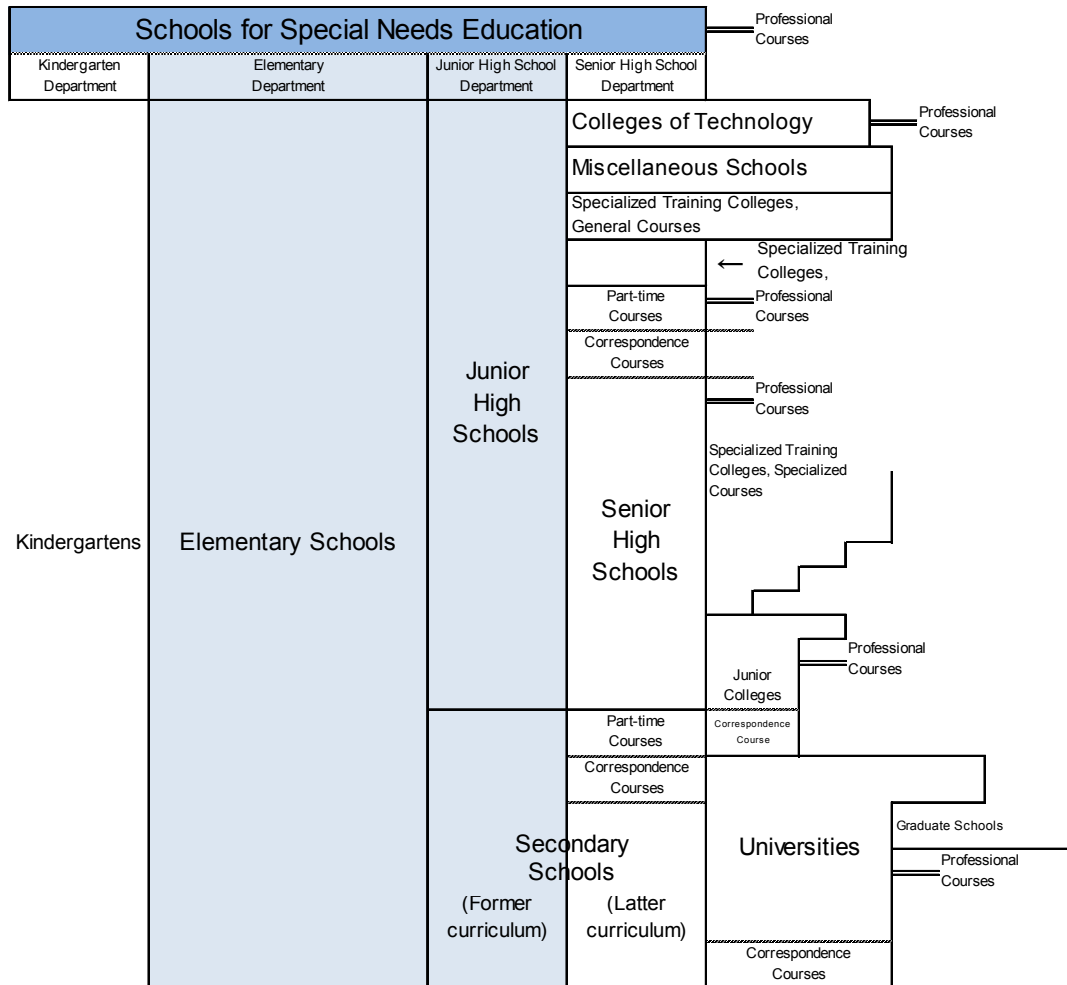 Schools for Special Needs Education
Professional
Courses
Kindergarten
Department
Elementary
Department
Junior High School
Department
Senior High School
Department
Colleges of Technology
Professional
Courses
Miscellaneous Schools
Specialized Training Colleges,
General Courses
←
Specialized Training
Colleges,
Part-time
Courses
Professional
Courses
Correspondence
Courses
Junior
High
Schools
Professional
Courses
Specialized Training
Colleges, Specialized
Courses
Kindergartens
Elementary Schools
Senior
High
Schools
Junior
Colleges
Professional
Courses
Part-time
Courses
Correspondence
Course
Correspondence
Courses
Secondary
Schools
(Former
curriculum)
(Latter
curriculum)
Universities
Graduate Schools
Professional
Courses
Correspondence
Courses